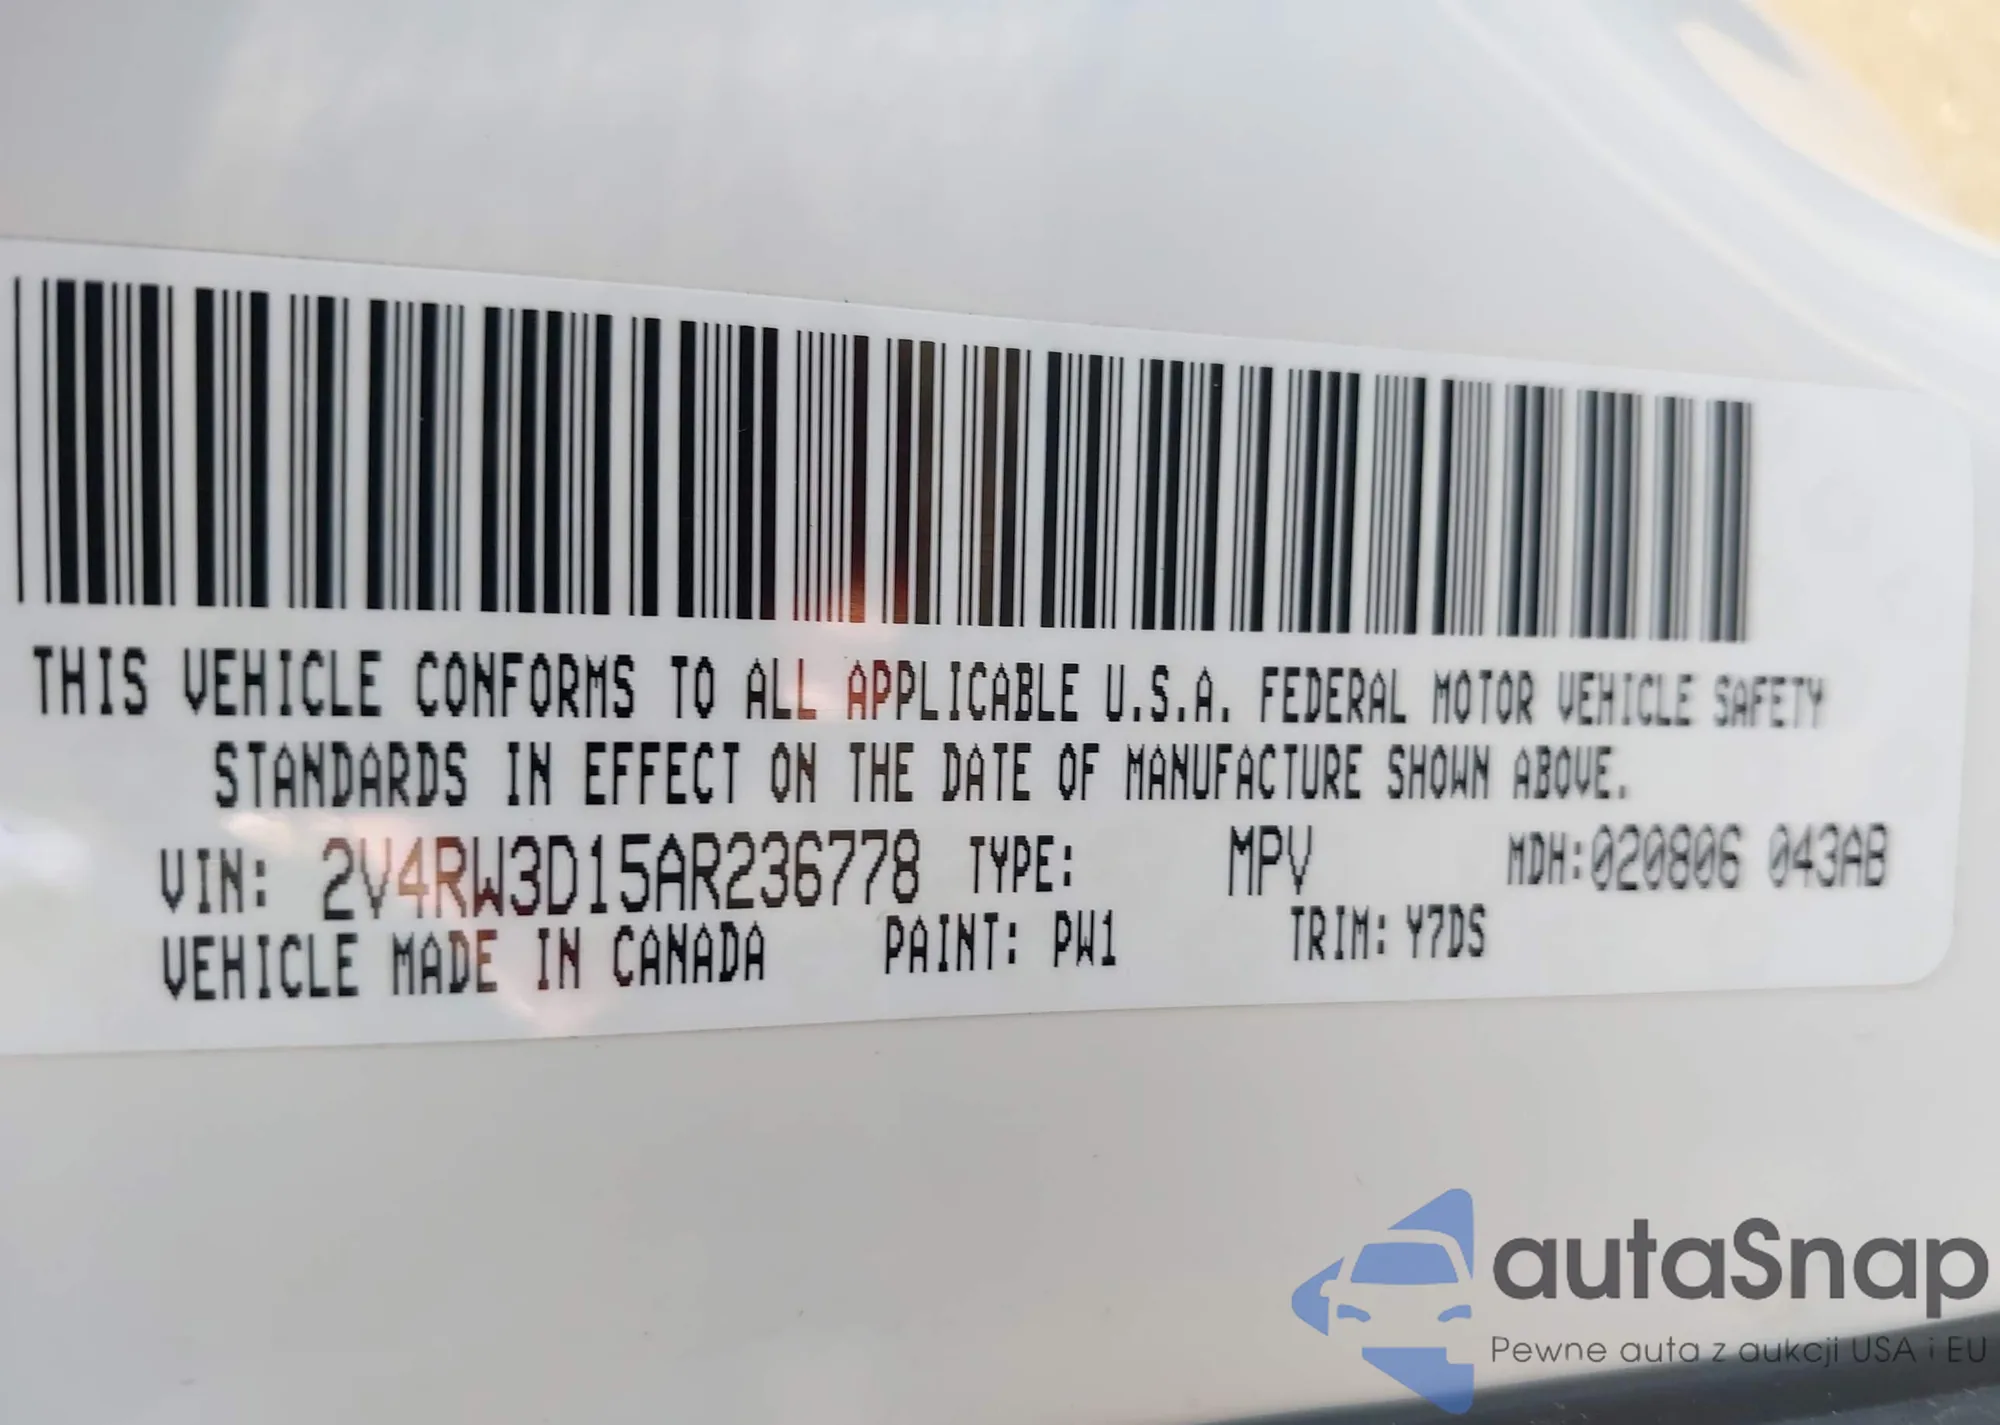 THIS VEHICLE CONFORMS TO ALL APPLICABLE U.S.A. FEDERAL MOTOR VEHICLE SAFETY
STANDARDS IN EFFECT ON THE DATE OF MANUFACTURE SHOWN ABOVE.
VIN: 2V4RW3D15AR236778 TYPE: MPV MDH:020806 043AB
VEHICLE MADE IN CANADA PAINT: PW1 TRIM: Y7DS
autaSnap
Pewne auta z aukcji USA i EU